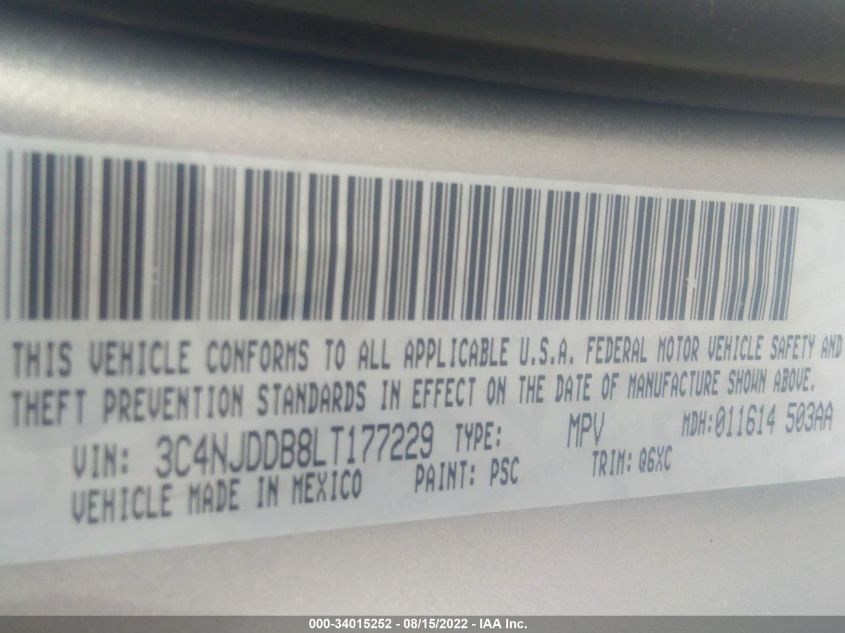 THIS VEHICLE CONFORMS TO ALL APPLICABLE U.S.A. FEDERAL MOTOR VEHICLE SAFETY AND
THEFT PREVENTION STANDARDS IN EFFECT ON THE DATE OF MANUFACTURE SHOWN ABOVE.
VIN: 3C4NJDDB8LT177229 TYPE: MPV MDH:011614 503AA
VEHICLE MADE IN MEXICO PAINT: PSC TRIM: Q6XC
000-34015252 - 08/15/2022 - IAA Inc.